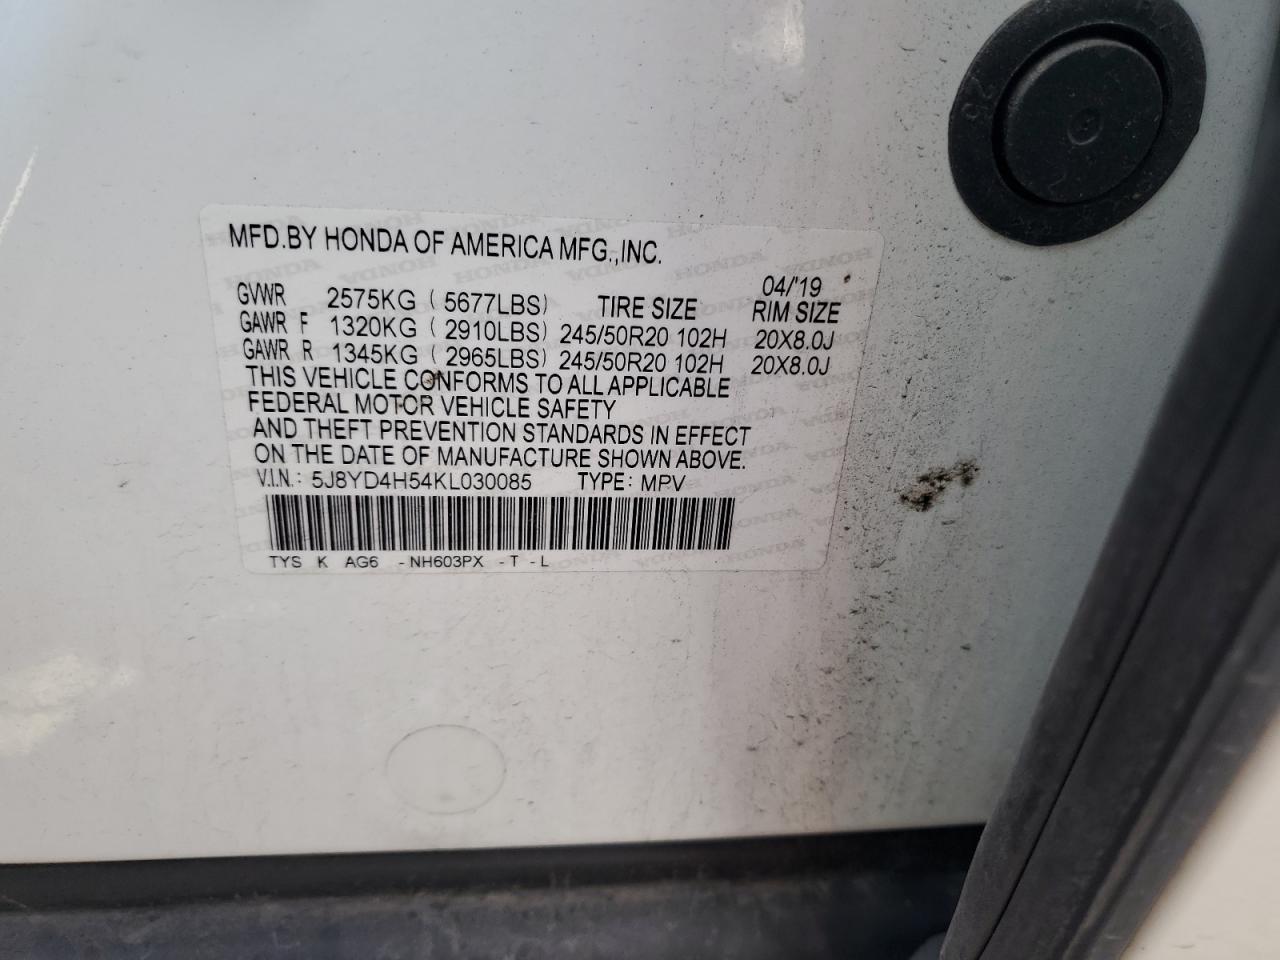 MFD.BY HONDA OF AMERICA MFG.,INC.
04/'19
GVWR 2575KG ( 5677LBS) TIRE SIZE RIM SIZE
GAWR F 1320KG ( 2910LBS) 245/50R20 102H 20X8.0J
GAWR R 1345KG ( 2965LBS) 245/50R20 102H 20X8.0J
THIS VEHICLE CONFORMS TO ALL APPLICABLE
FEDERAL MOTOR VEHICLE SAFETY
AND THEFT PREVENTION STANDARDS IN EFFECT
ON THE DATE OF MANUFACTURE SHOWN ABOVE.
V.I.N.: 5J8YD4H54KL030085 TYPE: MPV
TYS K AG6 -NH603PX -T -L